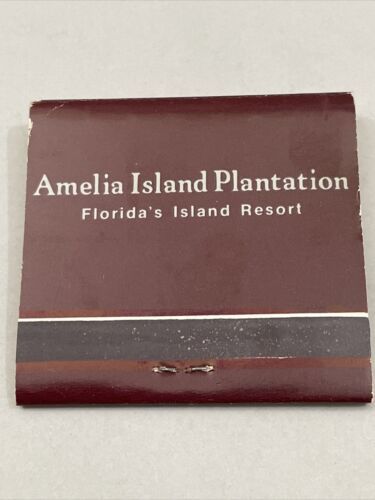 Amelia Island Plantation
Florida's Island Resort